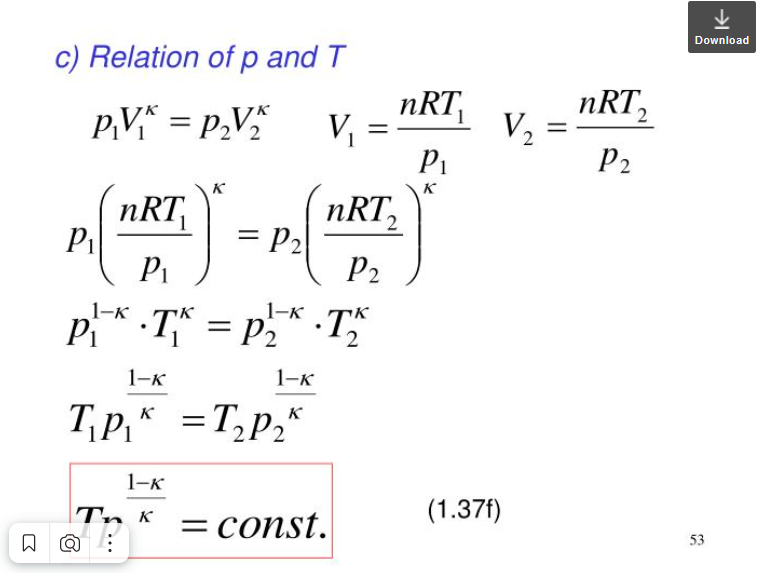 Download
c) Relation of p and T
p₁V₁^κ = p₂V₂^κ   V₁ = nRT₁/p₁   V₂ = nRT₂/p₂
p₁(nRT₁/p₁)^κ = p₂(nRT₂/p₂)^κ
p₁^(1−κ) · T₁^κ = p₂^(1−κ) · T₂^κ
T₁p₁^((1−κ)/κ) = T₂p₂^((1−κ)/κ)
Tp^((1−κ)/κ) = const.   (1.37f)
53